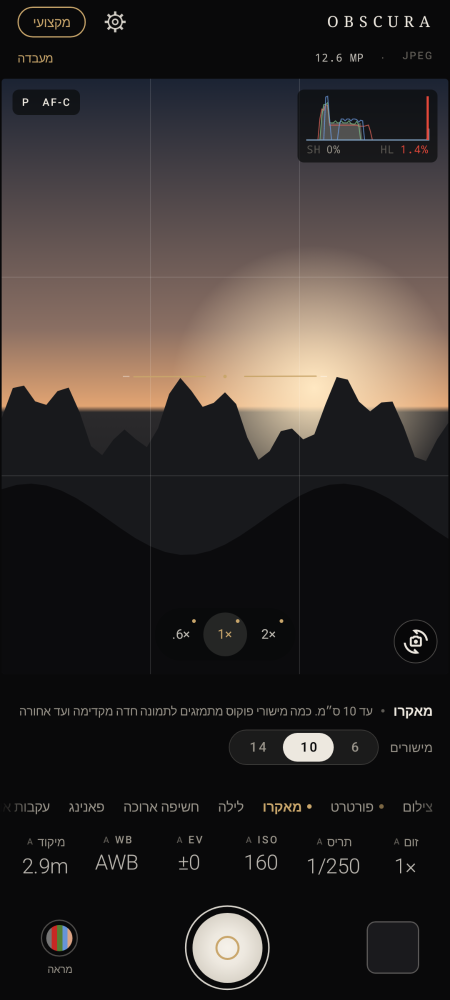 OBSCURA
מקצועי
JPEG · 12.6 MP
מעבדה
P AF-C
SH 0% HL 1.4%
.6× 1× 2×
מאקרו • עד 10 ס״מ. כמה מישורי פוקוס מתמזגים לתמונה חדה מקדימה ועד אחורה
מישורים 6 10 14
צילום • פורטרט • מאקרו לילה חשיפה ארוכה פאנינג עקבות
זום A תריס A ISO A EV A WB A מיקוד A
1× 1/250 160 ±0 AWB 2.9m
מראה